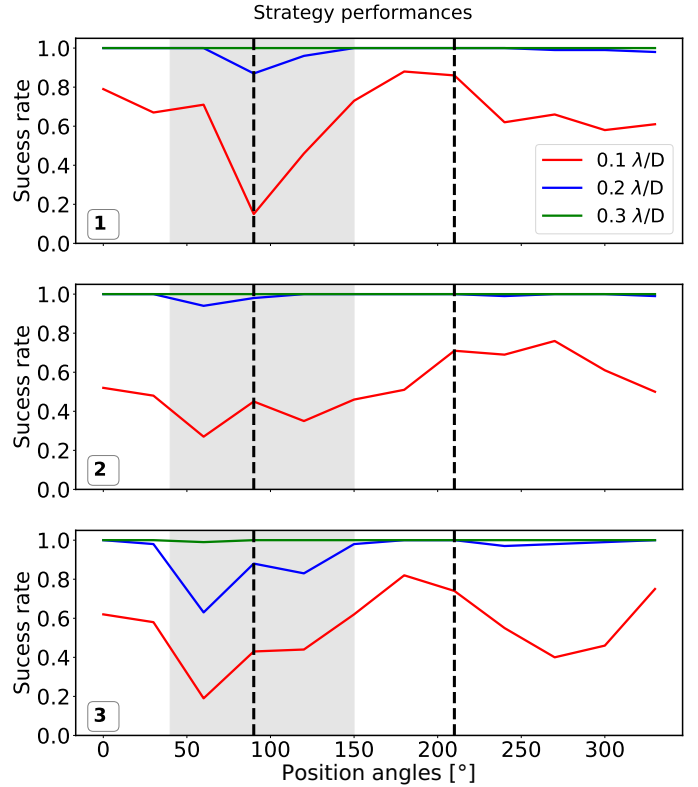 Strategy performances
1.0
0.8
0.6
0.4
0.2
0.0
Sucess rate
1
0.1 λ/D
0.2 λ/D
0.3 λ/D
1.0
0.8
0.6
0.4
0.2
0.0
Sucess rate
2
1.0
0.8
0.6
0.4
0.2
0.0
Sucess rate
3
0 50 100 150 200 250 300
Position angles [°]